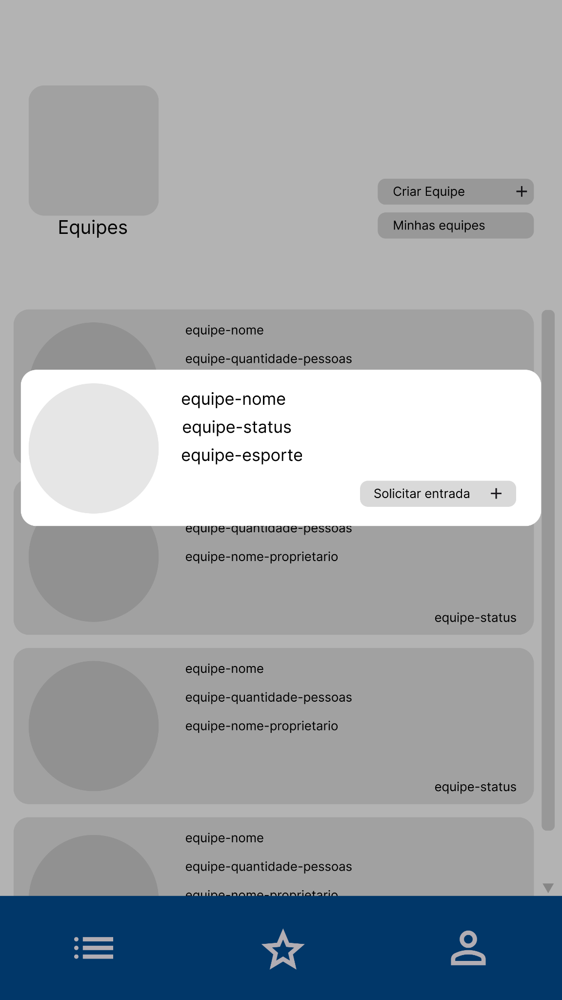 Criar Equipe +
Equipes
Minhas equipes
equipe-nome
equipe-quantidade-pessoas
equipe-nome
equipe-status
equipe-esporte
Solicitar entrada +
equipe-quantidade-pessoas
equipe-nome-proprietario
equipe-status
equipe-nome
equipe-quantidade-pessoas
equipe-nome-proprietario
equipe-status
equipe-nome
equipe-quantidade-pessoas
equipe-nome-proprietario